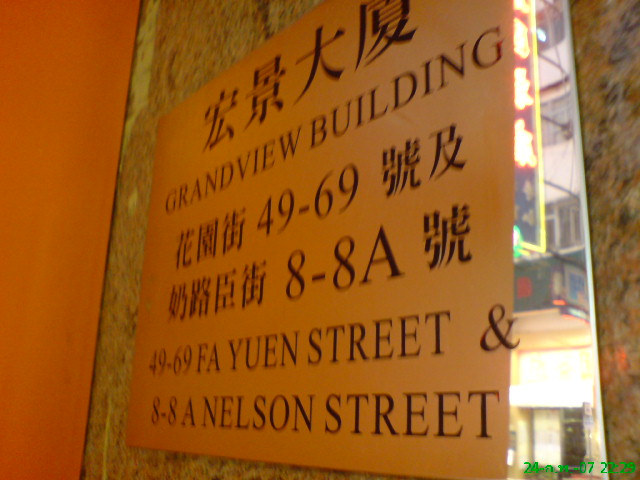 宏景大廈
GRANDVIEW BUILDING
花園街 49-69 號及
奶路臣街 8-8A 號
49-69 FA YUEN STREET &
8-8 A NELSON STREET